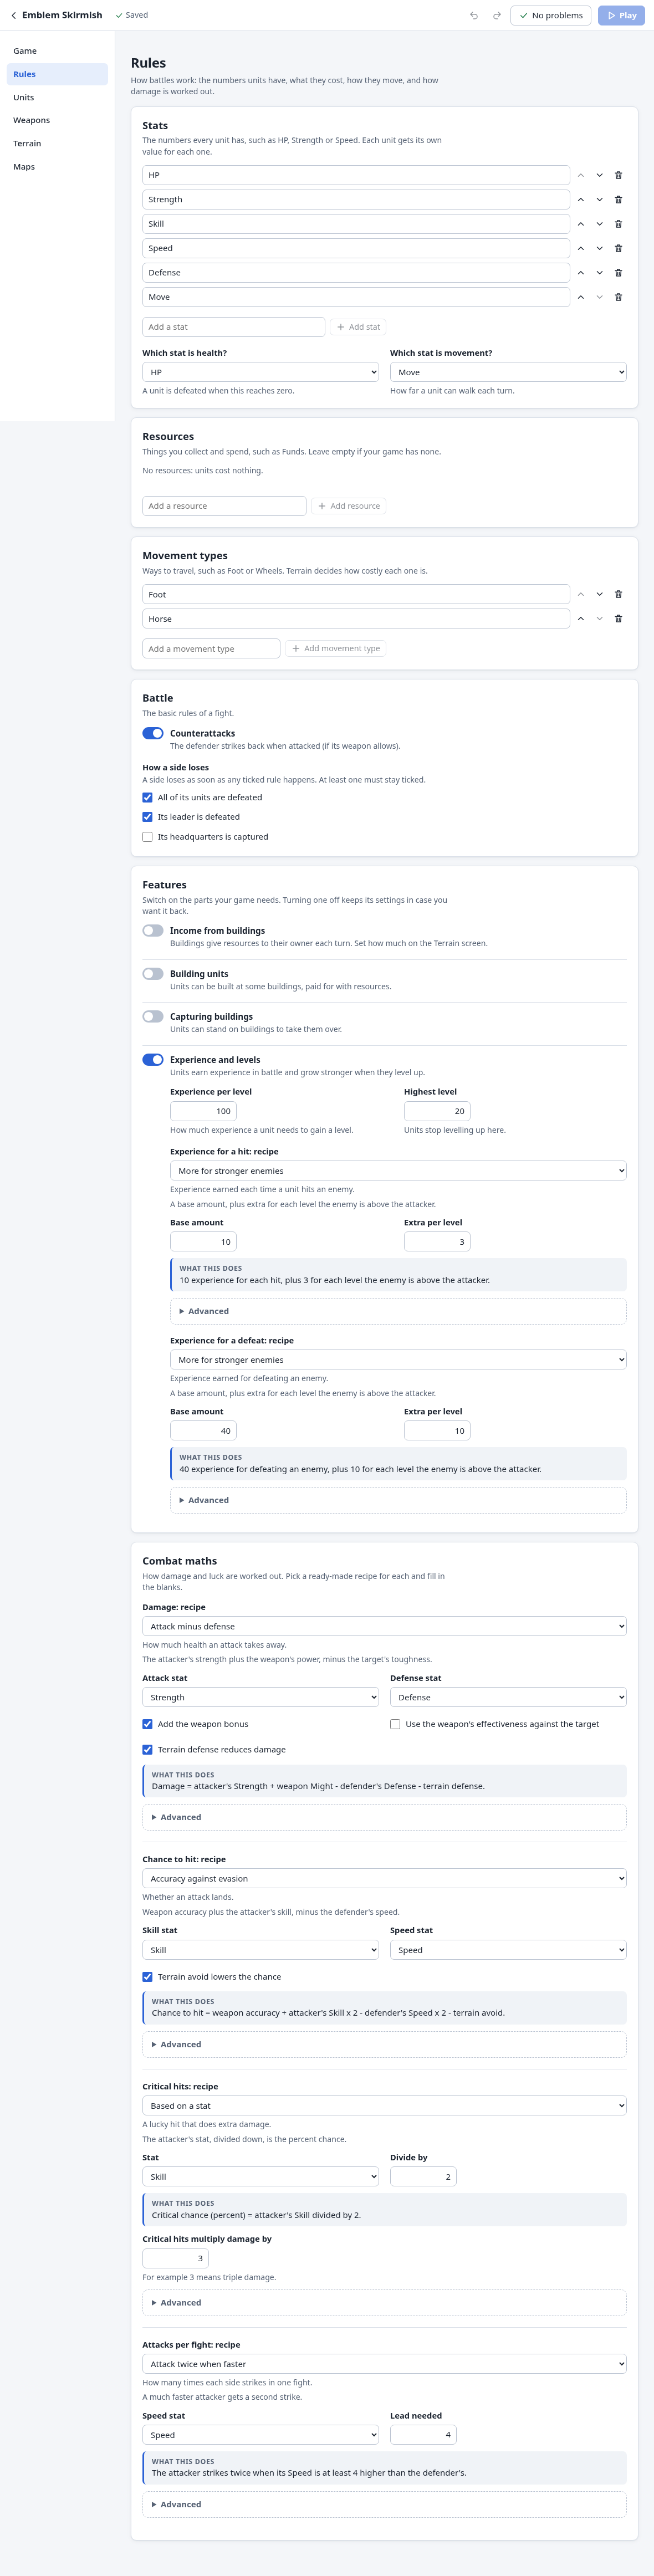 Emblem Skirmish
Saved
No problems
Play
Game
Rules
Units
Weapons
Terrain
Maps
Rules
How battles work: the numbers units have, what they cost, how they move, and how
damage is worked out.
Stats
The numbers every unit has, such as HP, Strength or Speed. Each unit gets its own
value for each one.
HP
Strength
Skill
Speed
Defense
Move
Add a stat
Add stat
Which stat is health?
Which stat is movement?
HP
Move
A unit is defeated when this reaches zero.
How far a unit can walk each turn.
Resources
Things you collect and spend, such as Funds. Leave empty if your game has none.
No resources: units cost nothing.
Add a resource
Add resource
Movement types
Ways to travel, such as Foot or Wheels. Terrain decides how costly each one is.
Foot
Horse
Add a movement type
Add movement type
Battle
The basic rules of a fight.
Counterattacks
The defender strikes back when attacked (if its weapon allows).
How a side loses
A side loses as soon as any ticked rule happens. At least one must stay ticked.
All of its units are defeated
Its leader is defeated
Its headquarters is captured
Features
Switch on the parts your game needs. Turning one off keeps its settings in case you
want it back.
Income from buildings
Buildings give resources to their owner each turn. Set how much on the Terrain screen.
Building units
Units can be built at some buildings, paid for with resources.
Capturing buildings
Units can stand on buildings to take them over.
Experience and levels
Units earn experience in battle and grow stronger when they level up.
Experience per level
Highest level
100
20
How much experience a unit needs to gain a level.
Units stop levelling up here.
Experience for a hit: recipe
More for stronger enemies
Experience earned each time a unit hits an enemy.
A base amount, plus extra for each level the enemy is above the attacker.
Base amount
Extra per level
10
3
WHAT THIS DOES
10 experience for each hit, plus 3 for each level the enemy is above the attacker.
Advanced
Experience for a defeat: recipe
More for stronger enemies
Experience earned for defeating an enemy.
A base amount, plus extra for each level the enemy is above the attacker.
Base amount
Extra per level
40
10
WHAT THIS DOES
40 experience for defeating an enemy, plus 10 for each level the enemy is above the attacker.
Advanced
Combat maths
How damage and luck are worked out. Pick a ready-made recipe for each and fill in
the blanks.
Damage: recipe
Attack minus defense
How much health an attack takes away.
The attacker's strength plus the weapon's power, minus the target's toughness.
Attack stat
Defense stat
Strength
Defense
Add the weapon bonus
Use the weapon's effectiveness against the target
Terrain defense reduces damage
WHAT THIS DOES
Damage = attacker's Strength + weapon Might - defender's Defense - terrain defense.
Advanced
Chance to hit: recipe
Accuracy against evasion
Whether an attack lands.
Weapon accuracy plus the attacker's skill, minus the defender's speed.
Skill stat
Speed stat
Skill
Speed
Terrain avoid lowers the chance
WHAT THIS DOES
Chance to hit = weapon accuracy + attacker's Skill x 2 - defender's Speed x 2 - terrain avoid.
Advanced
Critical hits: recipe
Based on a stat
A lucky hit that does extra damage.
The attacker's stat, divided down, is the percent chance.
Stat
Divide by
Skill
2
WHAT THIS DOES
Critical chance (percent) = attacker's Skill divided by 2.
Critical hits multiply damage by
3
For example 3 means triple damage.
Advanced
Attacks per fight: recipe
Attack twice when faster
How many times each side strikes in one fight.
A much faster attacker gets a second strike.
Speed stat
Lead needed
Speed
4
WHAT THIS DOES
The attacker strikes twice when its Speed is at least 4 higher than the defender's.
Advanced